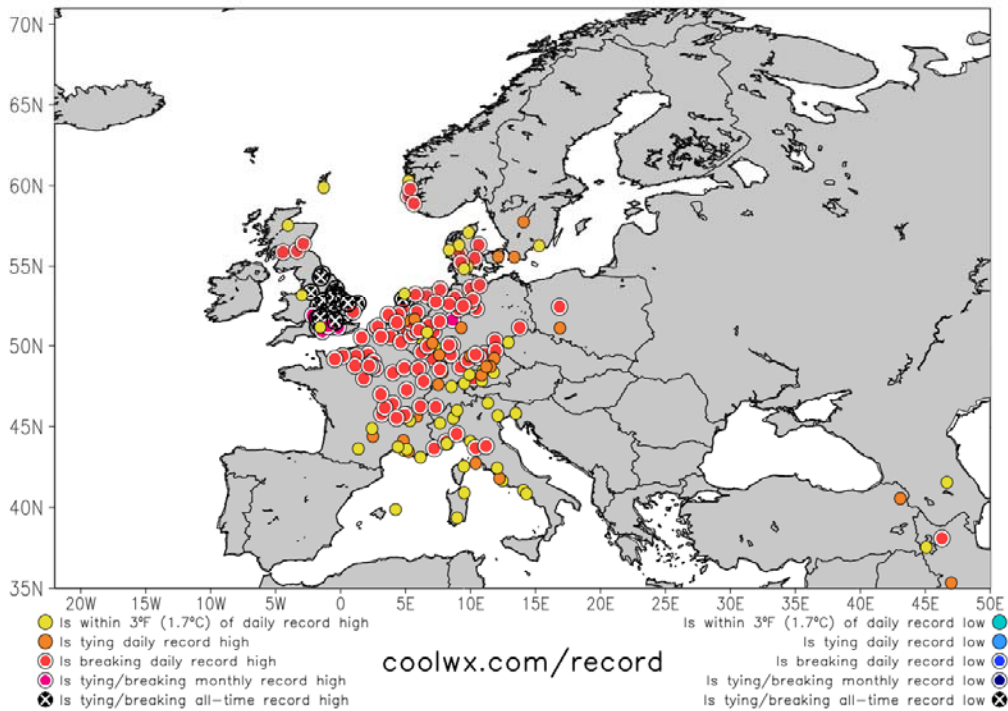 70N
65N
60N
55N
50N
45N
40N
35N
20W 15W 10W 5W 0 5E 10E 15E 20E 25E 30E 35E 40E 45E 50E
Is within 3°F (1.7°C) of daily record high
Is tying daily record high
Is breaking daily record high
Is tying/breaking monthly record high
Is tying/breaking all-time record high
coolwx.com/record
Is within 3°F (1.7°C) of daily record low
Is tying daily record low
Is breaking daily record low
Is tying/breaking monthly record low
Is tying/breaking all-time record low